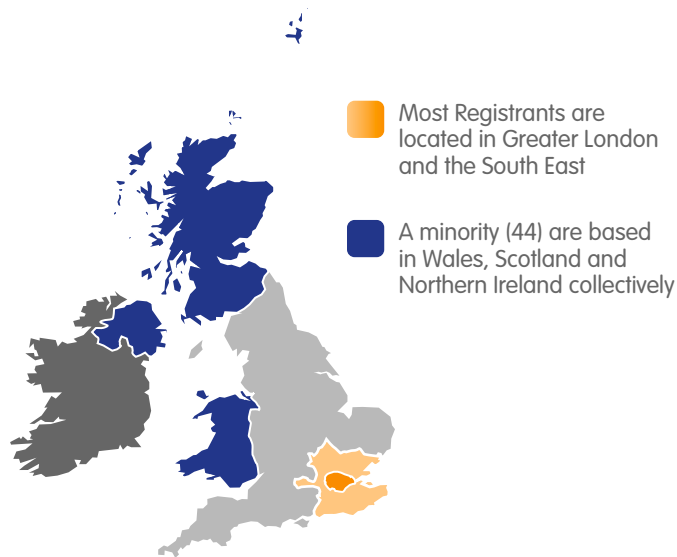 Most Registrants are
located in Greater London
and the South East
A minority (44) are based
in Wales, Scotland and
Northern Ireland collectively